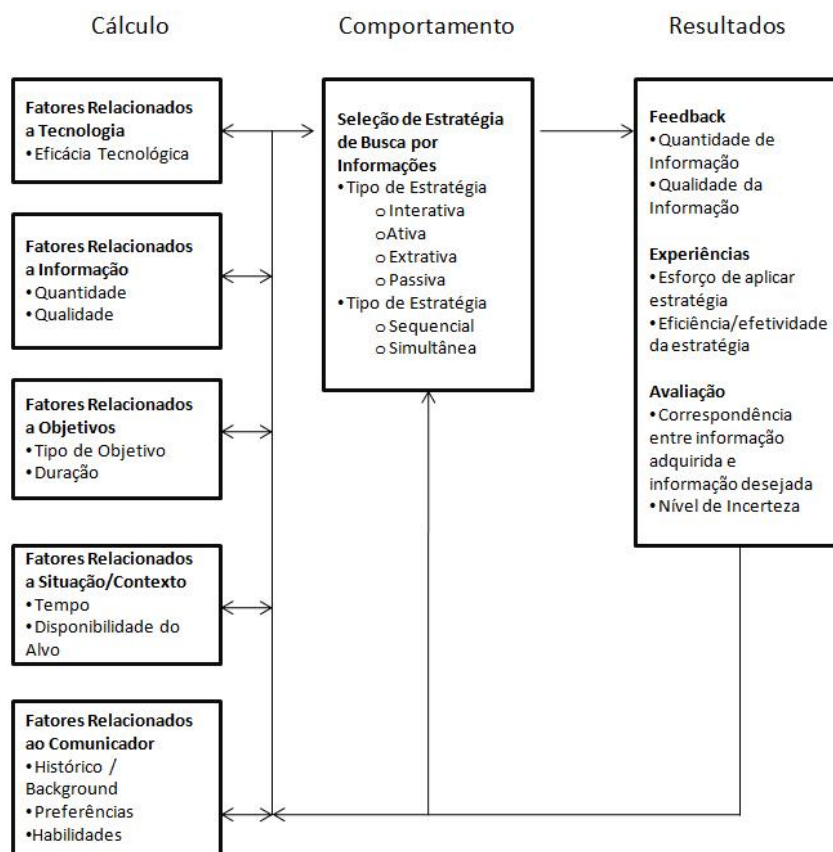 Cálculo
Comportamento
Resultados
Fatores Relacionados
a Tecnologia
•Eficácia Tecnológica
Fatores Relacionados
a Informação
•Quantidade
•Qualidade
Fatores Relacionados
a Objetivos
•Tipo de Objetivo
•Duração
Fatores Relacionados
a Situação/Contexto
•Tempo
•Disponibilidade do
Alvo
Fatores Relacionados
ao Comunicador
•Histórico /
Background
•Preferências
•Habilidades
Seleção de Estratégia
de Busca por
Informações
•Tipo de Estratégia
o Interativa
o Ativa
o Extrativa
o Passiva
•Tipo de Estratégia
o Sequencial
o Simultânea
Feedback
•Quantidade de
Informação
•Qualidade da
Informação
Experiências
•Esforço de aplicar
estratégia
•Eficiência/efetividade
da estratégia
Avaliação
•Correspondência
entre informação
adquirida e
informação desejada
•Nível de Incerteza